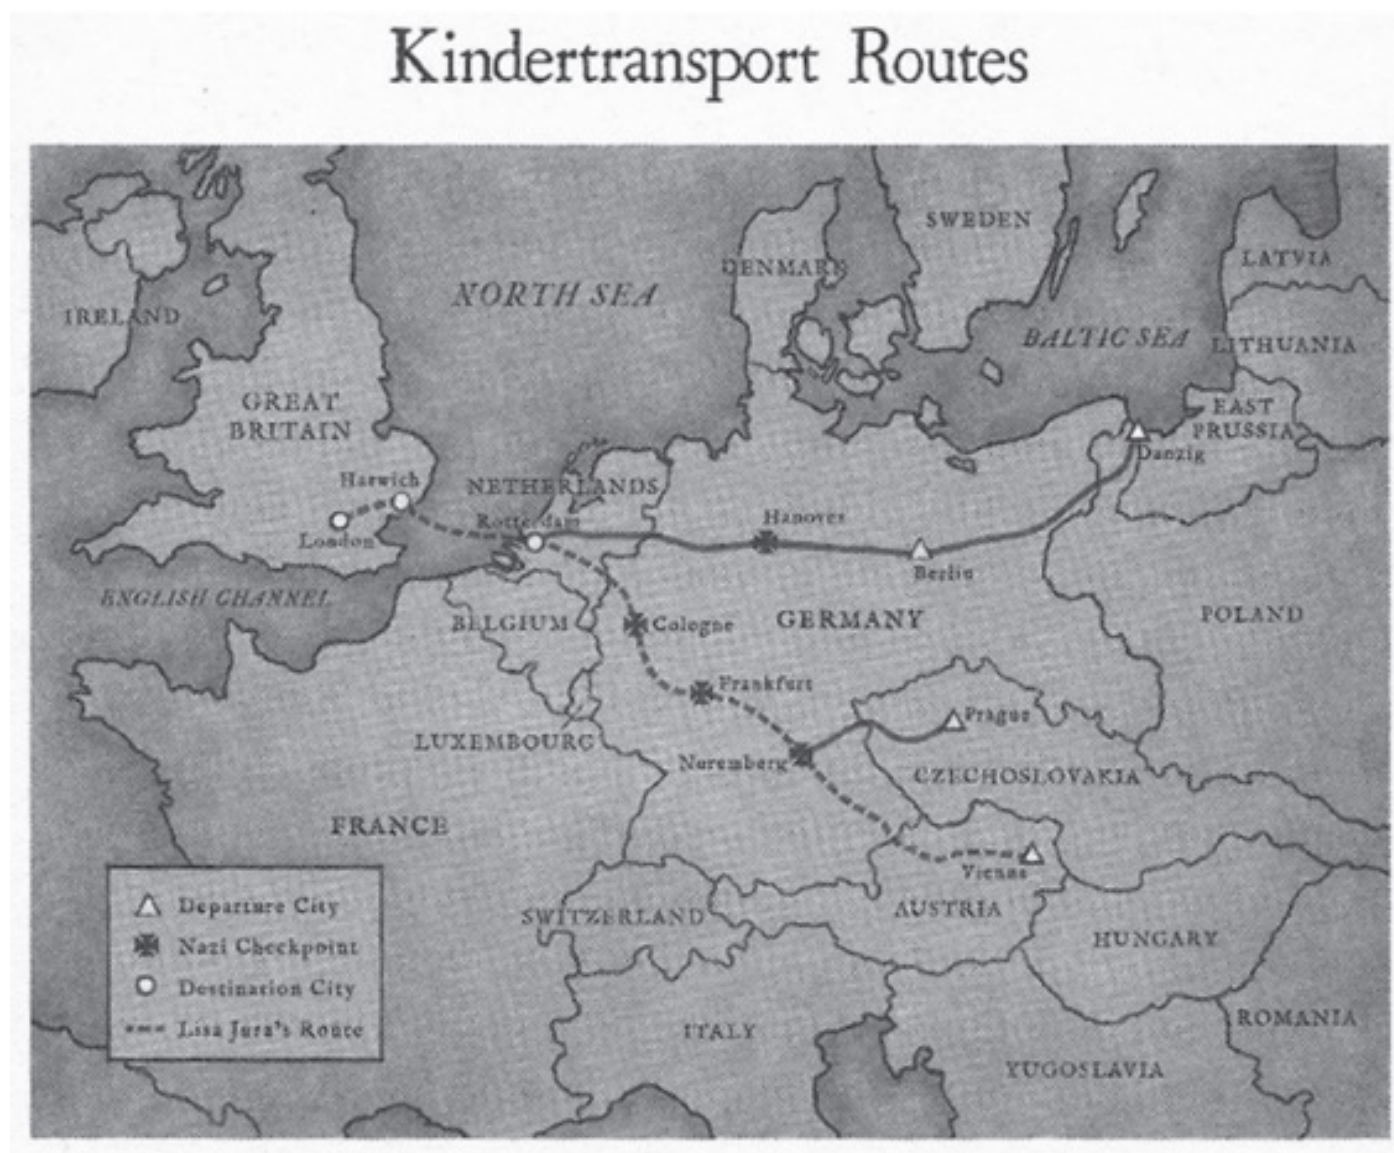 Kindertransport Routes
SWEDEN
LATVIA
DENMARK
NORTH SEA
IRELAND
BALTIC SEA
LITHUANIA
GREAT
BRITAIN
EAST
PRUSSIA
Danzig
Harwich
NETHERLANDS
Rotterdam
Hanover
London
Berlin
ENGLISH CHANNEL
BELGIUM
Cologne
GERMANY
POLAND
Frankfurt
Prague
LUXEMBOURG
Nuremberg
CZECHOSLOVAKIA
FRANCE
Vienna
SWITZERLAND
AUSTRIA
HUNGARY
ITALY
ROMANIA
YUGOSLAVIA
Departure City
Nazi Checkpoint
Destination City
Lisa Jura's Route